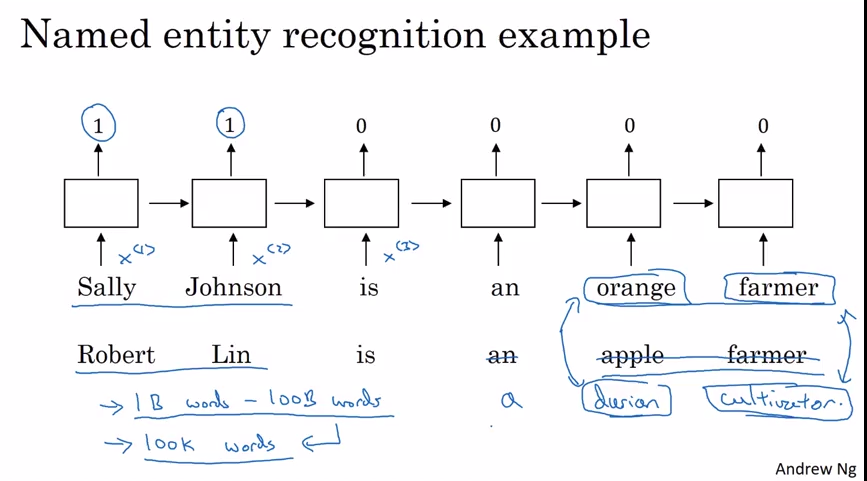 Named entity recognition example
1 1 0 0 0 0
x<1> x<2> x<3>
Sally Johnson is an orange farmer
Robert Lin is an apple farmer
→ 1B words - 100B words a durian cultivator.
→ 100K words
Andrew Ng